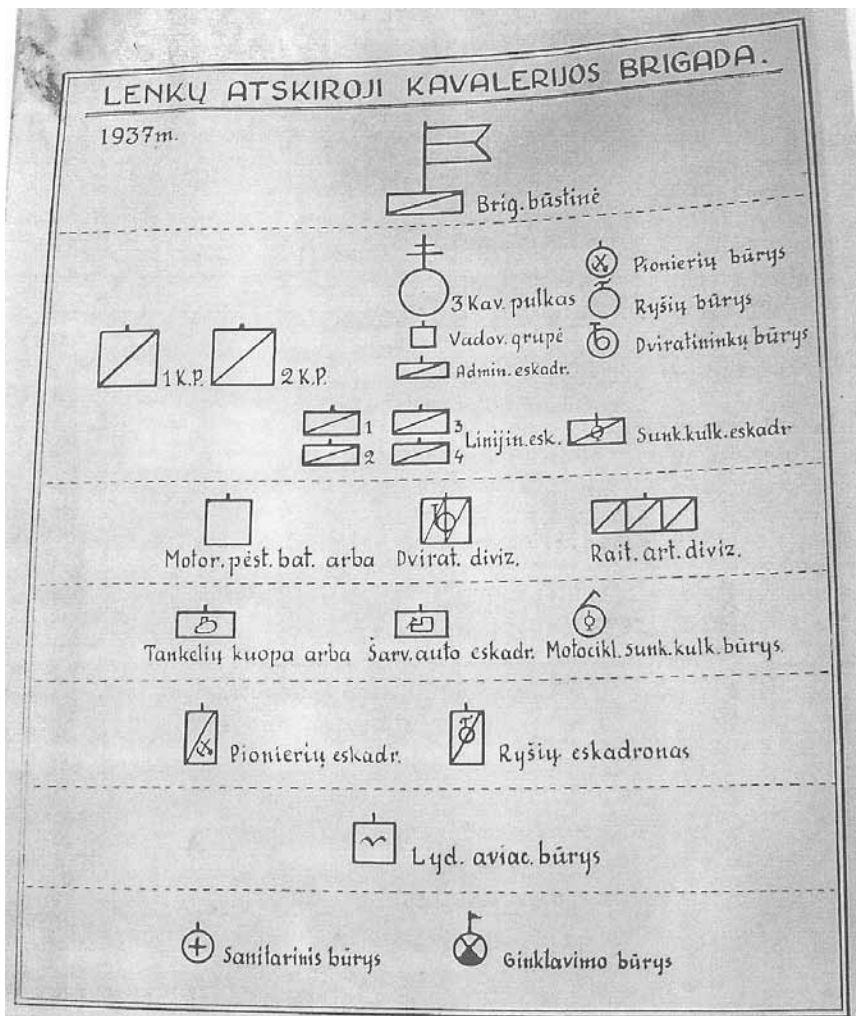 LENKŲ ATSKIROJI KAVALERIJOS BRIGADA.
1937m.
Brig. būstinė
3 Kav. pulkas
Vadov. grupė
Admin. eskadr.
Pionierių būrys
Ryšių būrys
Dviratininkų būrys
1 K.P. 2 K.P.
1 3
2 4
Linijin. esk. Sunk. kulk. eskadr
Motor. pėst. bat. arba Dvirat. diviz. Rait. art. diviz.
Tankelių kuopa arba Šarv. auto eskadr. Motocikl. sunk. kulk. būrys.
Pionierių eskadr. Ryšių eskadronas
Lyd. aviac. būrys
Sanitarinis būrys Ginklavimo būrys